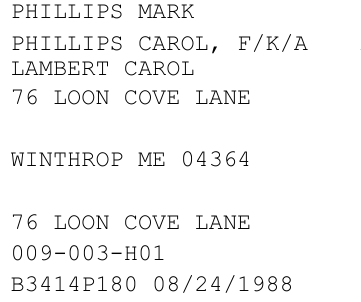 PHILLIPS MARK
PHILLIPS CAROL, F/K/A
LAMBERT CAROL
76 LOON COVE LANE
WINTHROP ME 04364
76 LOON COVE LANE
009-003-H01
B3414P180 08/24/1988